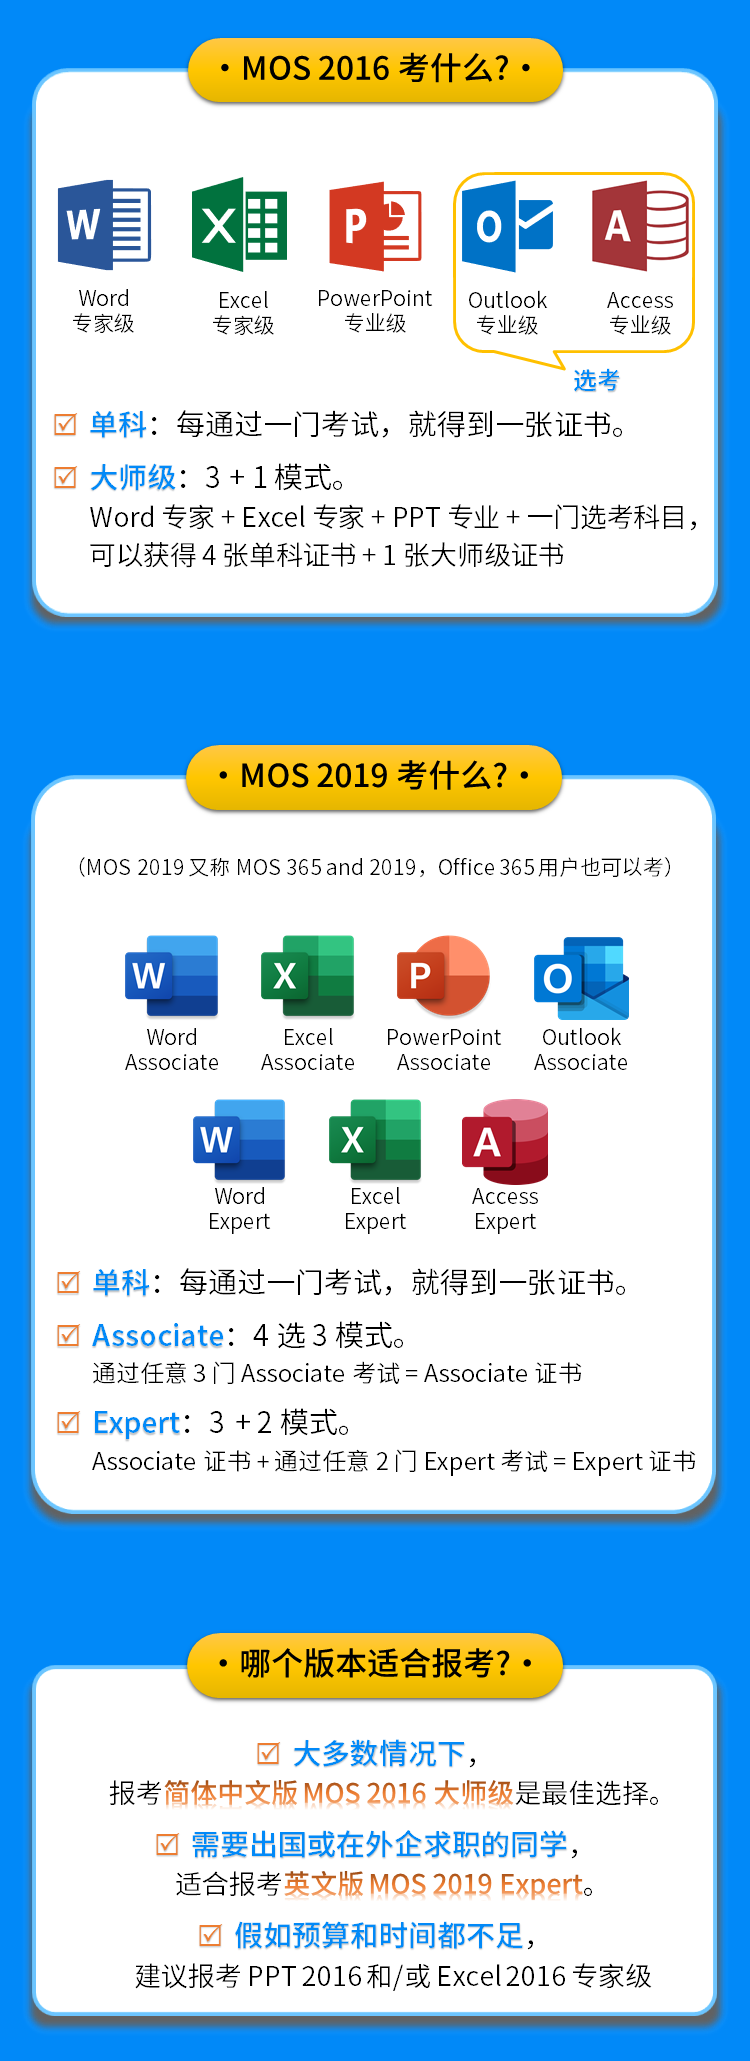 · MOS 2016 考什么? ·
W X P O A
Word Excel PowerPoint Outlook Access
专家级 专家级 专业级 专业级 专业级
选考
单科：每通过一门考试，就得到一张证书。
大师级：3 + 1 模式。
Word 专家 + Excel 专家 + PPT 专业 + 一门选考科目，
可以获得 4 张单科证书 + 1 张大师级证书
· MOS 2019 考什么? ·
（MOS 2019 又称 MOS 365 and 2019，Office 365 用户也可以考）
W X P O
Word Excel PowerPoint Outlook
Associate Associate Associate Associate
W X A
Word Excel Access
Expert Expert Expert
单科：每通过一门考试，就得到一张证书。
Associate：4 选 3 模式。
通过任意 3 门 Associate 考试 = Associate 证书
Expert：3 + 2 模式。
Associate 证书 + 通过任意 2 门 Expert 考试 = Expert 证书
· 哪个版本适合报考? ·
大多数情况下，
报考简体中文版 MOS 2016 大师级是最佳选择。
需要出国或在外企求职的同学，
适合报考英文版 MOS 2019 Expert。
假如预算和时间都不足，
建议报考 PPT 2016 和/或 Excel 2016 专家级